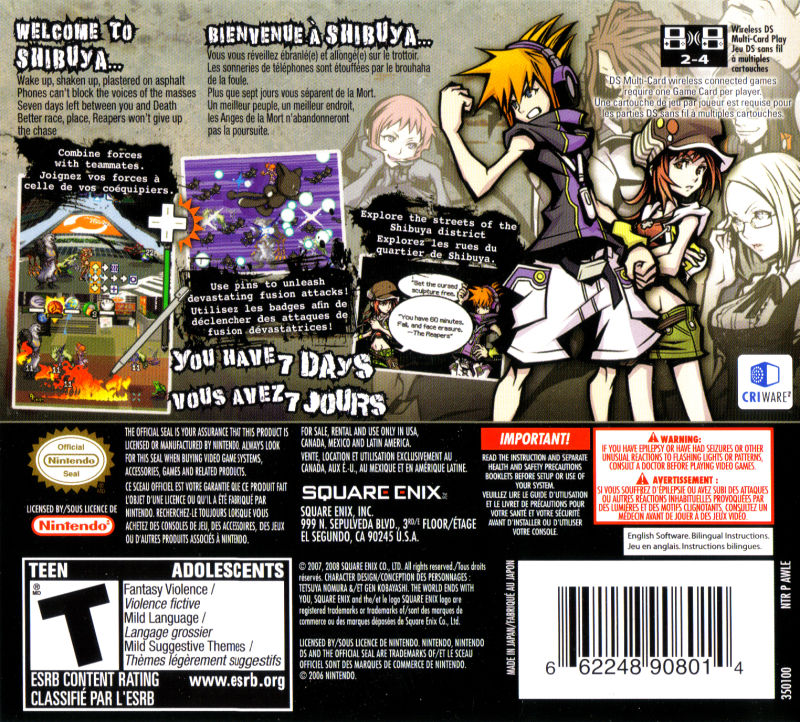 WELCOME TO
SHIBUYA...
Wake up, shaken up, plastered on asphalt
Phones can't block the voices of the masses
Seven days left between you and Death
Better race, place, Reapers won't give up
the chase
BIENVENUE À SHIBUYA...
Vous vous réveillez ébranlé(e) et allongé(e) sur le trottoir.
Les sonneries de téléphones sont étouffées par le brouhaha
de la foule.
Plus que sept jours vous séparent de la Mort.
Un meilleur peuple, un meilleur endroit,
les Anges de la Mort n'abandonneront
pas la poursuite.
2-4
Wireless DS
Multi-Card Play
Jeu DS sans fil
à multiples
cartouches
DS Multi-Card wireless connected games
require one Game Card per player.
Une cartouche de jeu par joueur est requise pour
les parties DS sans fil à multiples cartouches.
Combine forces
with teammates.
Joignez vos forces à
celle de vos coéquipiers.
Use pins to unleash
devastating fusion attacks!
Utilisez les badges afin de
déclencher des attaques de
fusion dévastatrices!
Explore the streets of the
Shibuya district
Explorez les rues du
quartier de Shibuya.
"Get the cursed
sculpture free.
"You have 60 minutes.
Fail, and face erasure.
—The Reapers"
YOU HAVE 7 DAYS
VOUS AVEZ 7 JOURS
CRIWARE
Official
Nintendo
Seal
LICENSED BY/SOUS LICENCE DE
Nintendo®
THE OFFICIAL SEAL IS YOUR ASSURANCE THAT THIS PRODUCT IS
LICENSED OR MANUFACTURED BY NINTENDO. ALWAYS LOOK
FOR THIS SEAL WHEN BUYING VIDEO GAME SYSTEMS,
ACCESSORIES, GAMES AND RELATED PRODUCTS.
CE SCEAU OFFICIEL EST VOTRE GARANTIE QUE CE PRODUIT FAIT
L'OBJET D'UNE LICENCE OU QU'IL A ÉTÉ FABRIQUÉ PAR
NINTENDO. RECHERCHEZ-LE TOUJOURS LORSQUE VOUS
ACHETEZ DES CONSOLES DE JEU, DES ACCESSOIRES, DES JEUX
OU D'AUTRES PRODUITS ASSOCIÉS À NINTENDO.
FOR SALE, RENTAL AND USE ONLY IN USA,
CANADA, MEXICO AND LATIN AMERICA.
VENTE, LOCATION ET UTILISATION EXCLUSIVEMENT AU
CANADA, AUX É.-U., AU MEXIQUE ET EN AMÉRIQUE LATINE.
SQUARE ENIX
SQUARE ENIX, INC.
999 N. SEPULVEDA BLVD., 3RD/E FLOOR/ÉTAGE
EL SEGUNDO, CA 90245 U.S.A.
IMPORTANT!
READ THE INSTRUCTION AND SEPARATE
HEALTH AND SAFETY PRECAUTIONS
BOOKLETS BEFORE SETUP OR USE OF
YOUR SYSTEM.
VEUILLEZ LIRE LE GUIDE D'UTILISATION
ET LE LIVRET DE PRÉCAUTIONS POUR
VOTRE SANTÉ ET VOTRE SÉCURITÉ
AVANT D'INSTALLER OU D'UTILISER
VOTRE CONSOLE.
WARNING:
IF YOU HAVE EPILEPSY OR HAVE HAD SEIZURES OR OTHER
UNUSUAL REACTIONS TO FLASHING LIGHTS OR PATTERNS,
CONSULT A DOCTOR BEFORE PLAYING VIDEO GAMES.
AVERTISSEMENT :
SI VOUS SOUFFREZ D'ÉPILEPSIE OU AVEZ SUBI DES ATTAQUES
OU AUTRES RÉACTIONS INHABITUELLES PROVOQUÉES PAR
DES LUMIÈRES ET DES MOTIFS CLIGNOTANTS, CONSULTEZ UN
MÉDECIN AVANT DE JOUER À DES JEUX VIDEO.
English Software. Bilingual Instructions.
Jeu en anglais. Instructions bilingues.
TEEN ADOLESCENTS
T
® MD
Fantasy Violence /
Violence fictive
Mild Language /
Langage grossier
Mild Suggestive Themes /
Thèmes légèrement suggestifs
ESRB CONTENT RATING www.esrb.org
CLASSIFIÉ PAR L'ESRB
© 2007, 2008 SQUARE ENIX CO., LTD. All rights reserved./Tous droits
réservés. CHARACTER DESIGN/CONCEPTION DES PERSONNAGES :
TETSUYA NOMURA &/ET GEN KOBAYASHI. THE WORLD ENDS WITH
YOU, SQUARE ENIX and the/et le logo SQUARE ENIX logo are
registered trademarks or trademarks of/sont des marques de
commerce ou des marques déposées de Square Enix Co., Ltd.
LICENSED BY/SOUS LICENCE DE NINTENDO. NINTENDO, NINTENDO
DS AND THE OFFICIAL SEAL ARE TRADEMARKS OF/ET LE SCEAU
OFFICIEL SONT DES MARQUES DE COMMERCE DE NINTENDO.
© 2006 NINTENDO.
MADE IN JAPAN/FABRIQUÉ AU JAPON
6 62248 90801 4
NTR P AWLE
350100